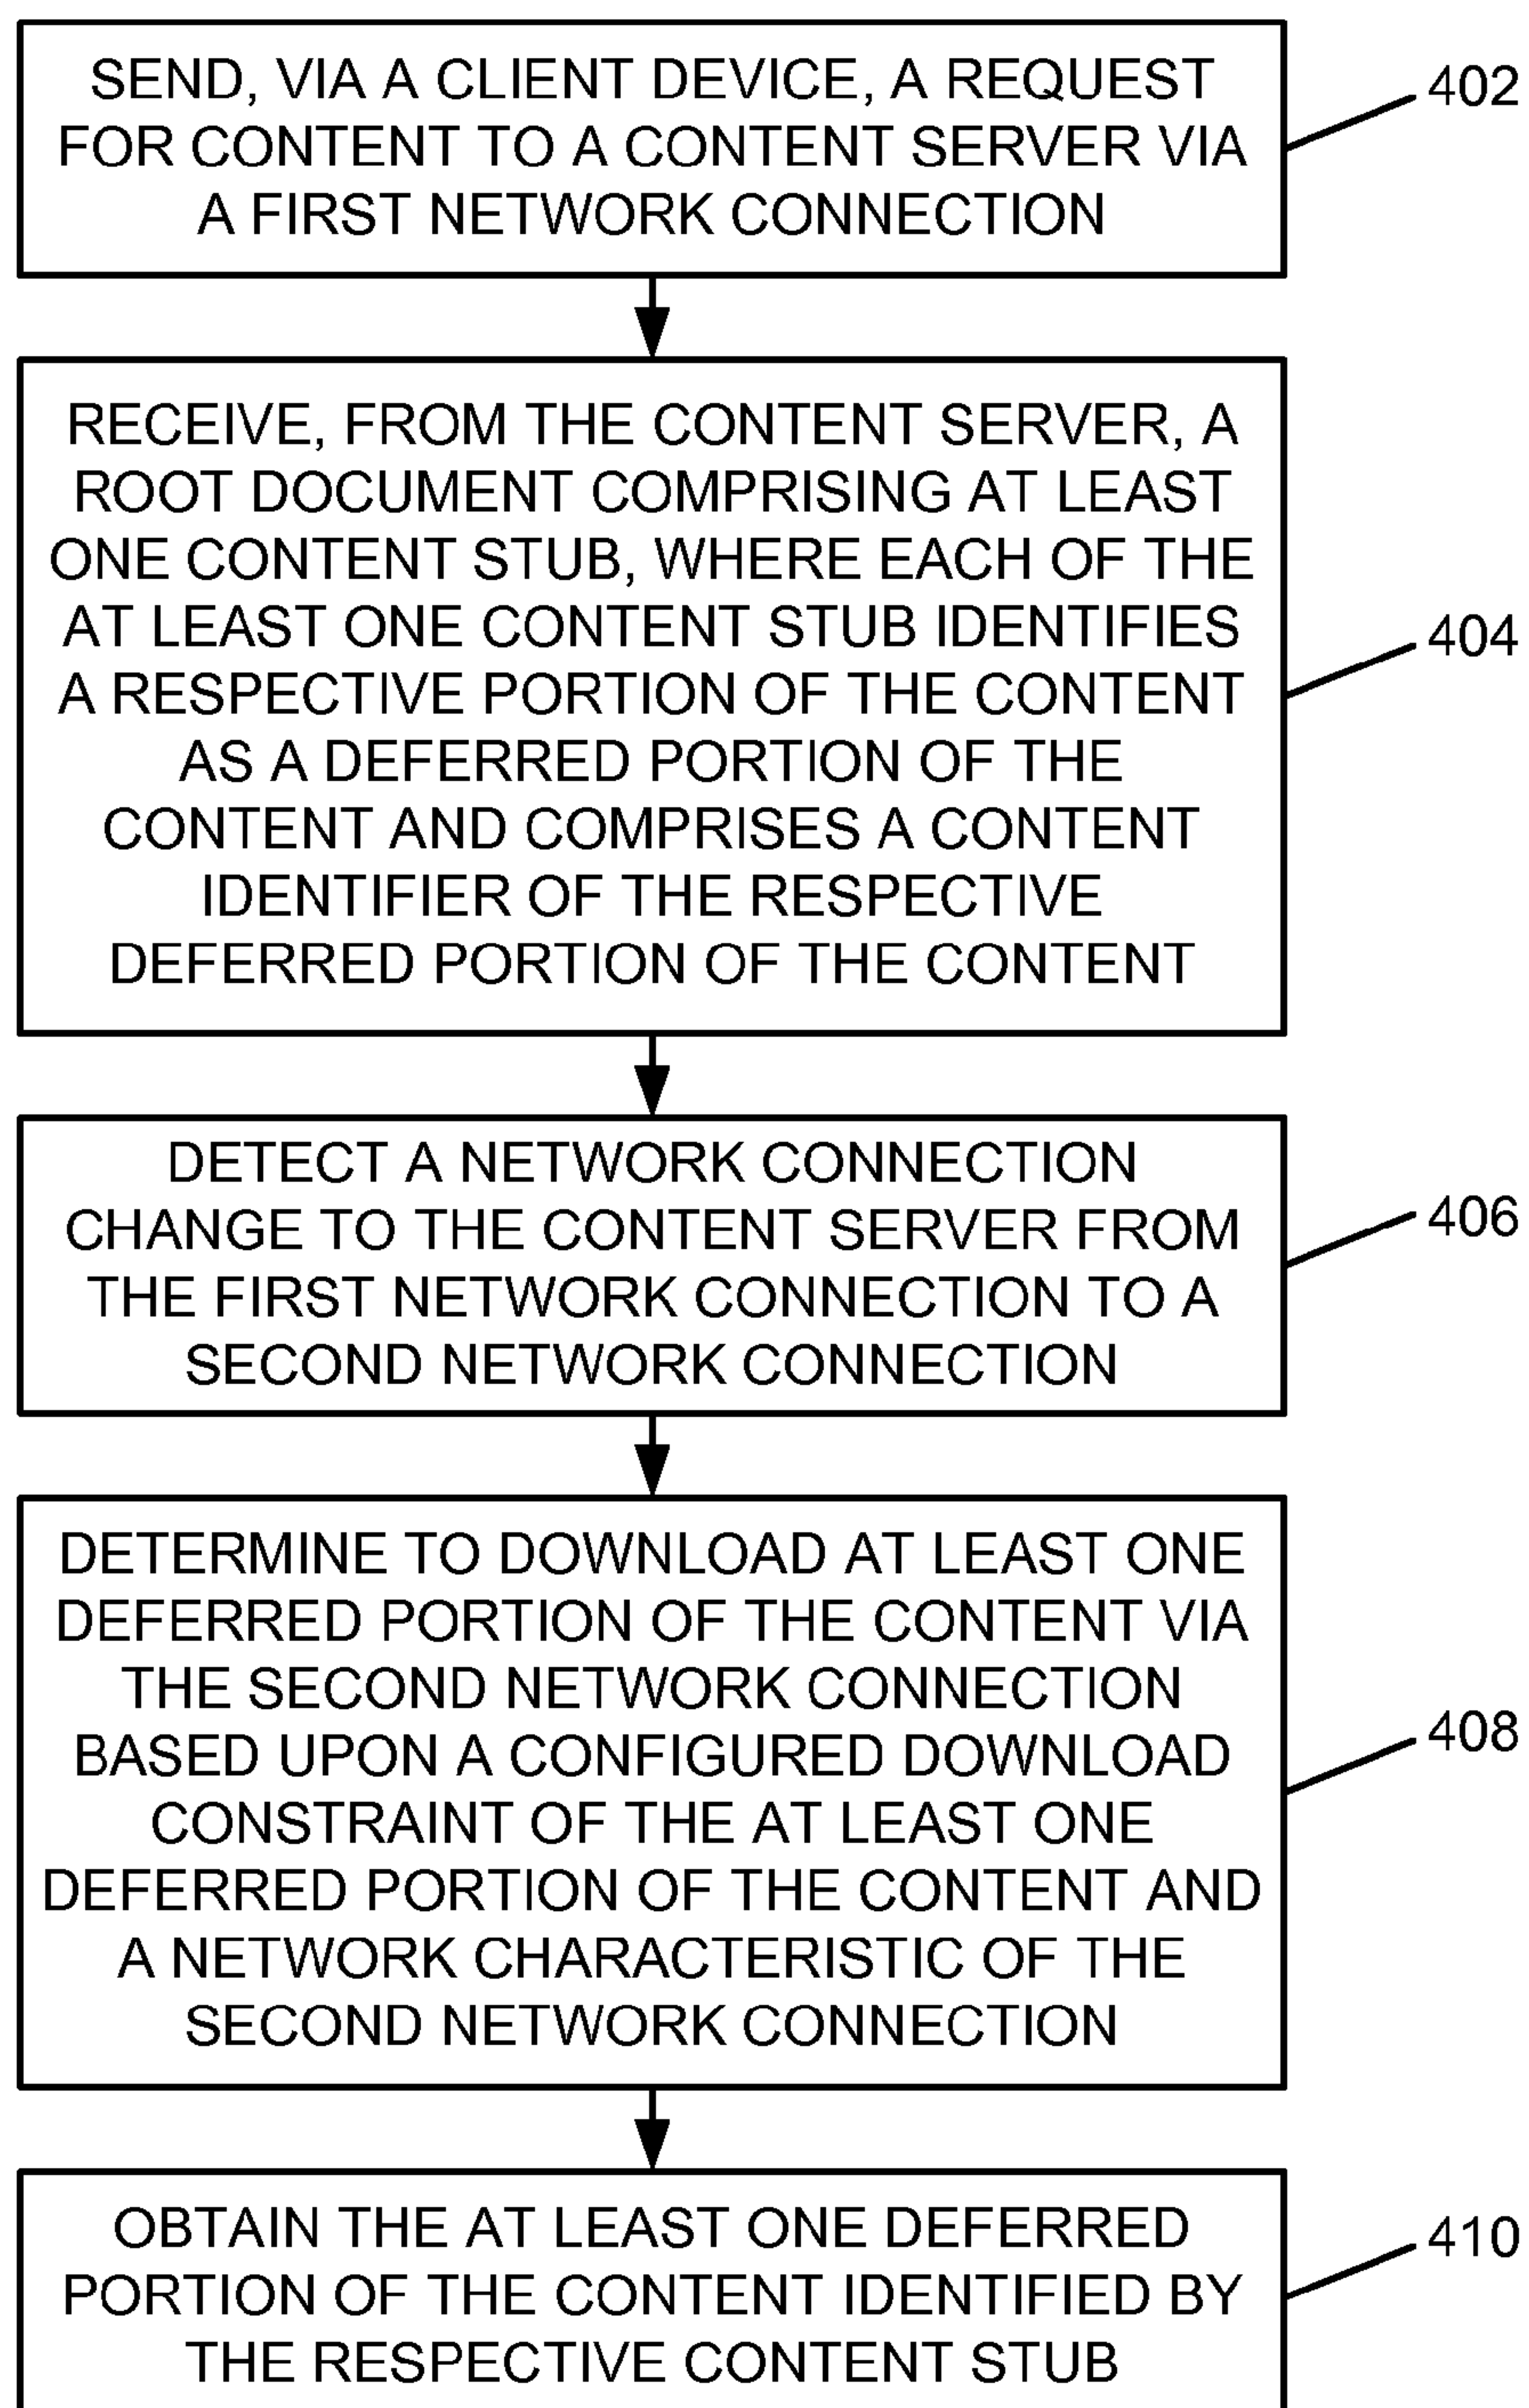 SEND, VIA A CLIENT DEVICE, A REQUEST
FOR CONTENT TO A CONTENT SERVER VIA
A FIRST NETWORK CONNECTION
402
RECEIVE, FROM THE CONTENT SERVER, A
ROOT DOCUMENT COMPRISING AT LEAST
ONE CONTENT STUB, WHERE EACH OF THE
AT LEAST ONE CONTENT STUB IDENTIFIES
A RESPECTIVE PORTION OF THE CONTENT
AS A DEFERRED PORTION OF THE
CONTENT AND COMPRISES A CONTENT
IDENTIFIER OF THE RESPECTIVE
DEFERRED PORTION OF THE CONTENT
404
DETECT A NETWORK CONNECTION
CHANGE TO THE CONTENT SERVER FROM
THE FIRST NETWORK CONNECTION TO A
SECOND NETWORK CONNECTION
406
DETERMINE TO DOWNLOAD AT LEAST ONE
DEFERRED PORTION OF THE CONTENT VIA
THE SECOND NETWORK CONNECTION
BASED UPON A CONFIGURED DOWNLOAD
CONSTRAINT OF THE AT LEAST ONE
DEFERRED PORTION OF THE CONTENT AND
A NETWORK CHARACTERISTIC OF THE
SECOND NETWORK CONNECTION
408
OBTAIN THE AT LEAST ONE DEFERRED
PORTION OF THE CONTENT IDENTIFIED BY
THE RESPECTIVE CONTENT STUB
410